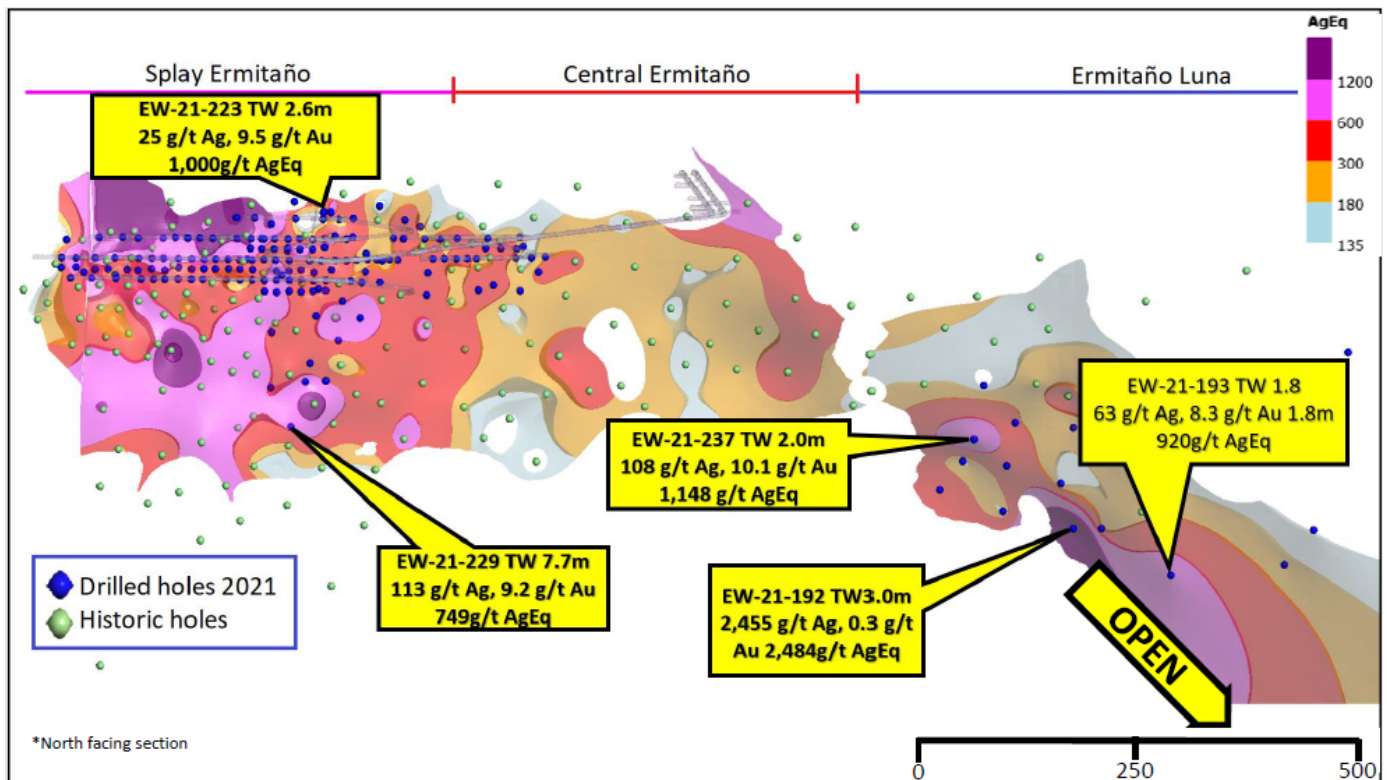 AgEq
1200
600
300
180
135
Splay Ermitaño
Central Ermitaño
Ermitaño Luna
EW-21-223 TW 2.6m
25 g/t Ag, 9.5 g/t Au
1,000g/t AgEq
EW-21-193 TW 1.8
63 g/t Ag, 8.3 g/t Au 1.8m
920g/t AgEq
EW-21-237 TW 2.0m
108 g/t Ag, 10.1 g/t Au
1,148 g/t AgEq
EW-21-229 TW 7.7m
113 g/t Ag, 9.2 g/t Au
749g/t AgEq
EW-21-192 TW3.0m
2,455 g/t Ag, 0.3 g/t
Au 2,484g/t AgEq
OPEN
Drilled holes 2021
Historic holes
*North facing section
0
250
500